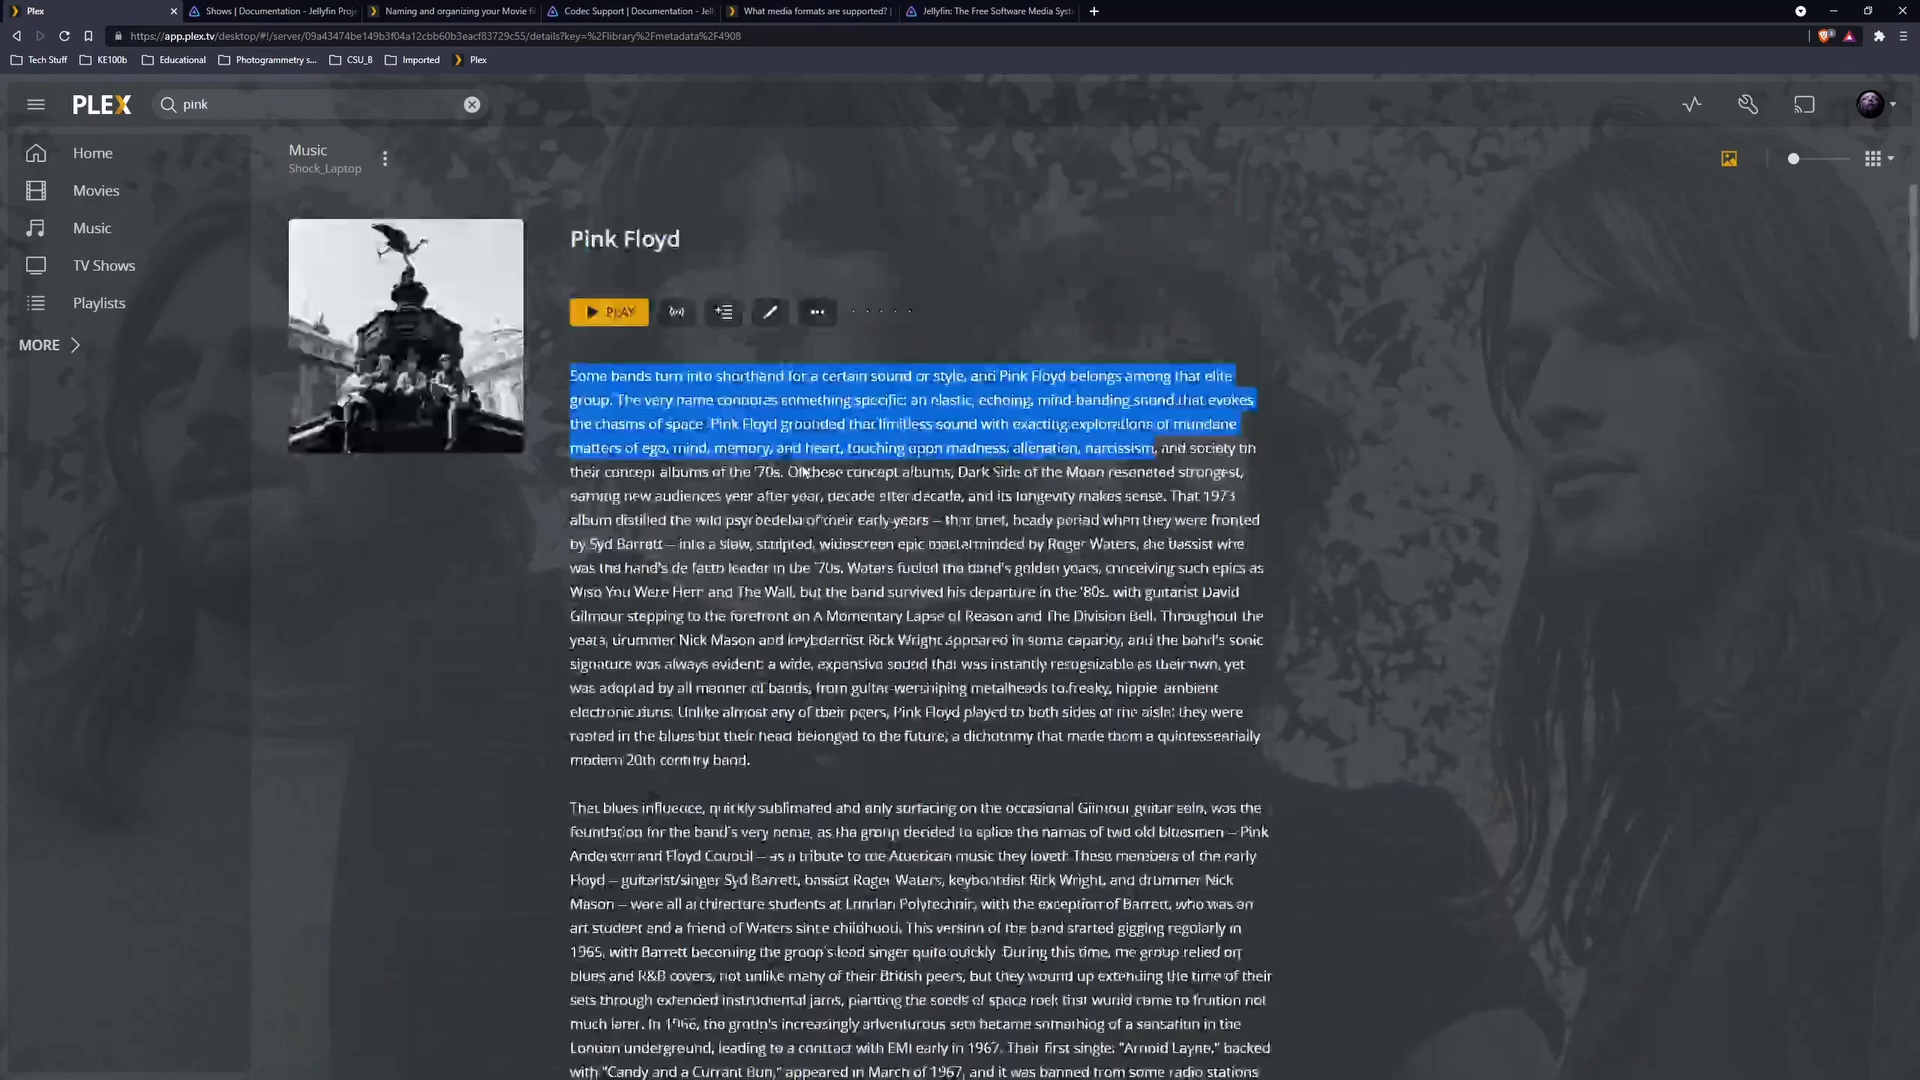 Plex
Shows | Documentation - Jellyfin Proje
Naming and organizing your Movie fi
Codec Support | Documentation - Jell
What media formats are supported? |
Jellyfin: The Free Software Media Syst
https://app.plex.tv/desktop/#!/server/09a43474be149b3f04a12cbb60b3eacf83729c55/details?key=%2Flibrary%2Fmetadata%2F4908
Tech Stuff
KE100b
Educational
Photogrammetry s...
CSU_B
Imported
Plex
PLEX
pink
Home
Movies
Music
TV Shows
Playlists
MORE
Music
Shock_Laptop
Pink Floyd
PLAY
Some bands turn into shorthand for a certain sound or style, and Pink Floyd belongs among that elite
group. The very name connotes something specific: an elastic, echoing, mind-bending sound that evokes
the chasms of space. Pink Floyd grounded that limitless sound with exacting explorations of mundane
matters of ego, mind, memory, and heart, touching upon madness, alienation, narcissism, and society on
their concept albums of the '70s. Of these concept albums, Dark Side of the Moon resonated strongest,
earning new audiences year after year, decade after decade, and its longevity makes sense. That 1973
album distilled the wild psychedelia of their early years – that brief, heady period when they were fronted
by Syd Barrett – into a slow, sculpted, widescreen epic masterminded by Roger Waters, the bassist who
was the band's de facto leader in the '70s. Waters fueled the band's golden years, conceiving such epics as
Wish You Were Here and The Wall, but the band survived his departure in the '80s, with guitarist David
Gilmour stepping to the forefront on A Momentary Lapse of Reason and The Division Bell. Throughout the
years, drummer Nick Mason and keyboardist Rick Wright appeared in some capacity, and the band's sonic
signature was always evident: a wide, expansive sound that was instantly recognizable as their own, yet
was adopted by all manner of bands, from guitar-worshiping metalheads to freaky, hippie ambient
electronic duos. Unlike almost any of their peers, Pink Floyd played to both sides of the aisle: they were
rooted in the blues but their heart belonged to the future, a dichotomy that made them a quintessentially
modern 20th century band.
That blues influence, quickly sublimated and only surfacing on the occasional Gilmour guitar solo, was the
foundation for the band's very name, as the group decided to splice the names of two old bluesmen – Pink
Anderson and Floyd Council – as a tribute to the American music they loved. These members of the early
Floyd – guitarist/singer Syd Barrett, bassist Roger Waters, keyboardist Rick Wright, and drummer Nick
Mason – were all architecture students at London Polytechnic, with the exception of Barrett, who was an
art student and a friend of Waters since childhood. This version of the band started gigging regularly in
1965, with Barrett becoming the group's lead singer quite quickly. During this time, the group relied on
blues and R&B covers, not unlike many of their British peers, but they wound up extending the time of their
sets through extended instrumental jams, planting the seeds of space rock that would come to fruition not
much later. In 1966, the group's increasingly adventurous sets became something of a sensation in the
London underground, leading to a contract with EMI early in 1967. Their first single, "Arnold Layne," backed
with "Candy and a Currant Bun," appeared in March of 1967, and it was banned from some radio stations